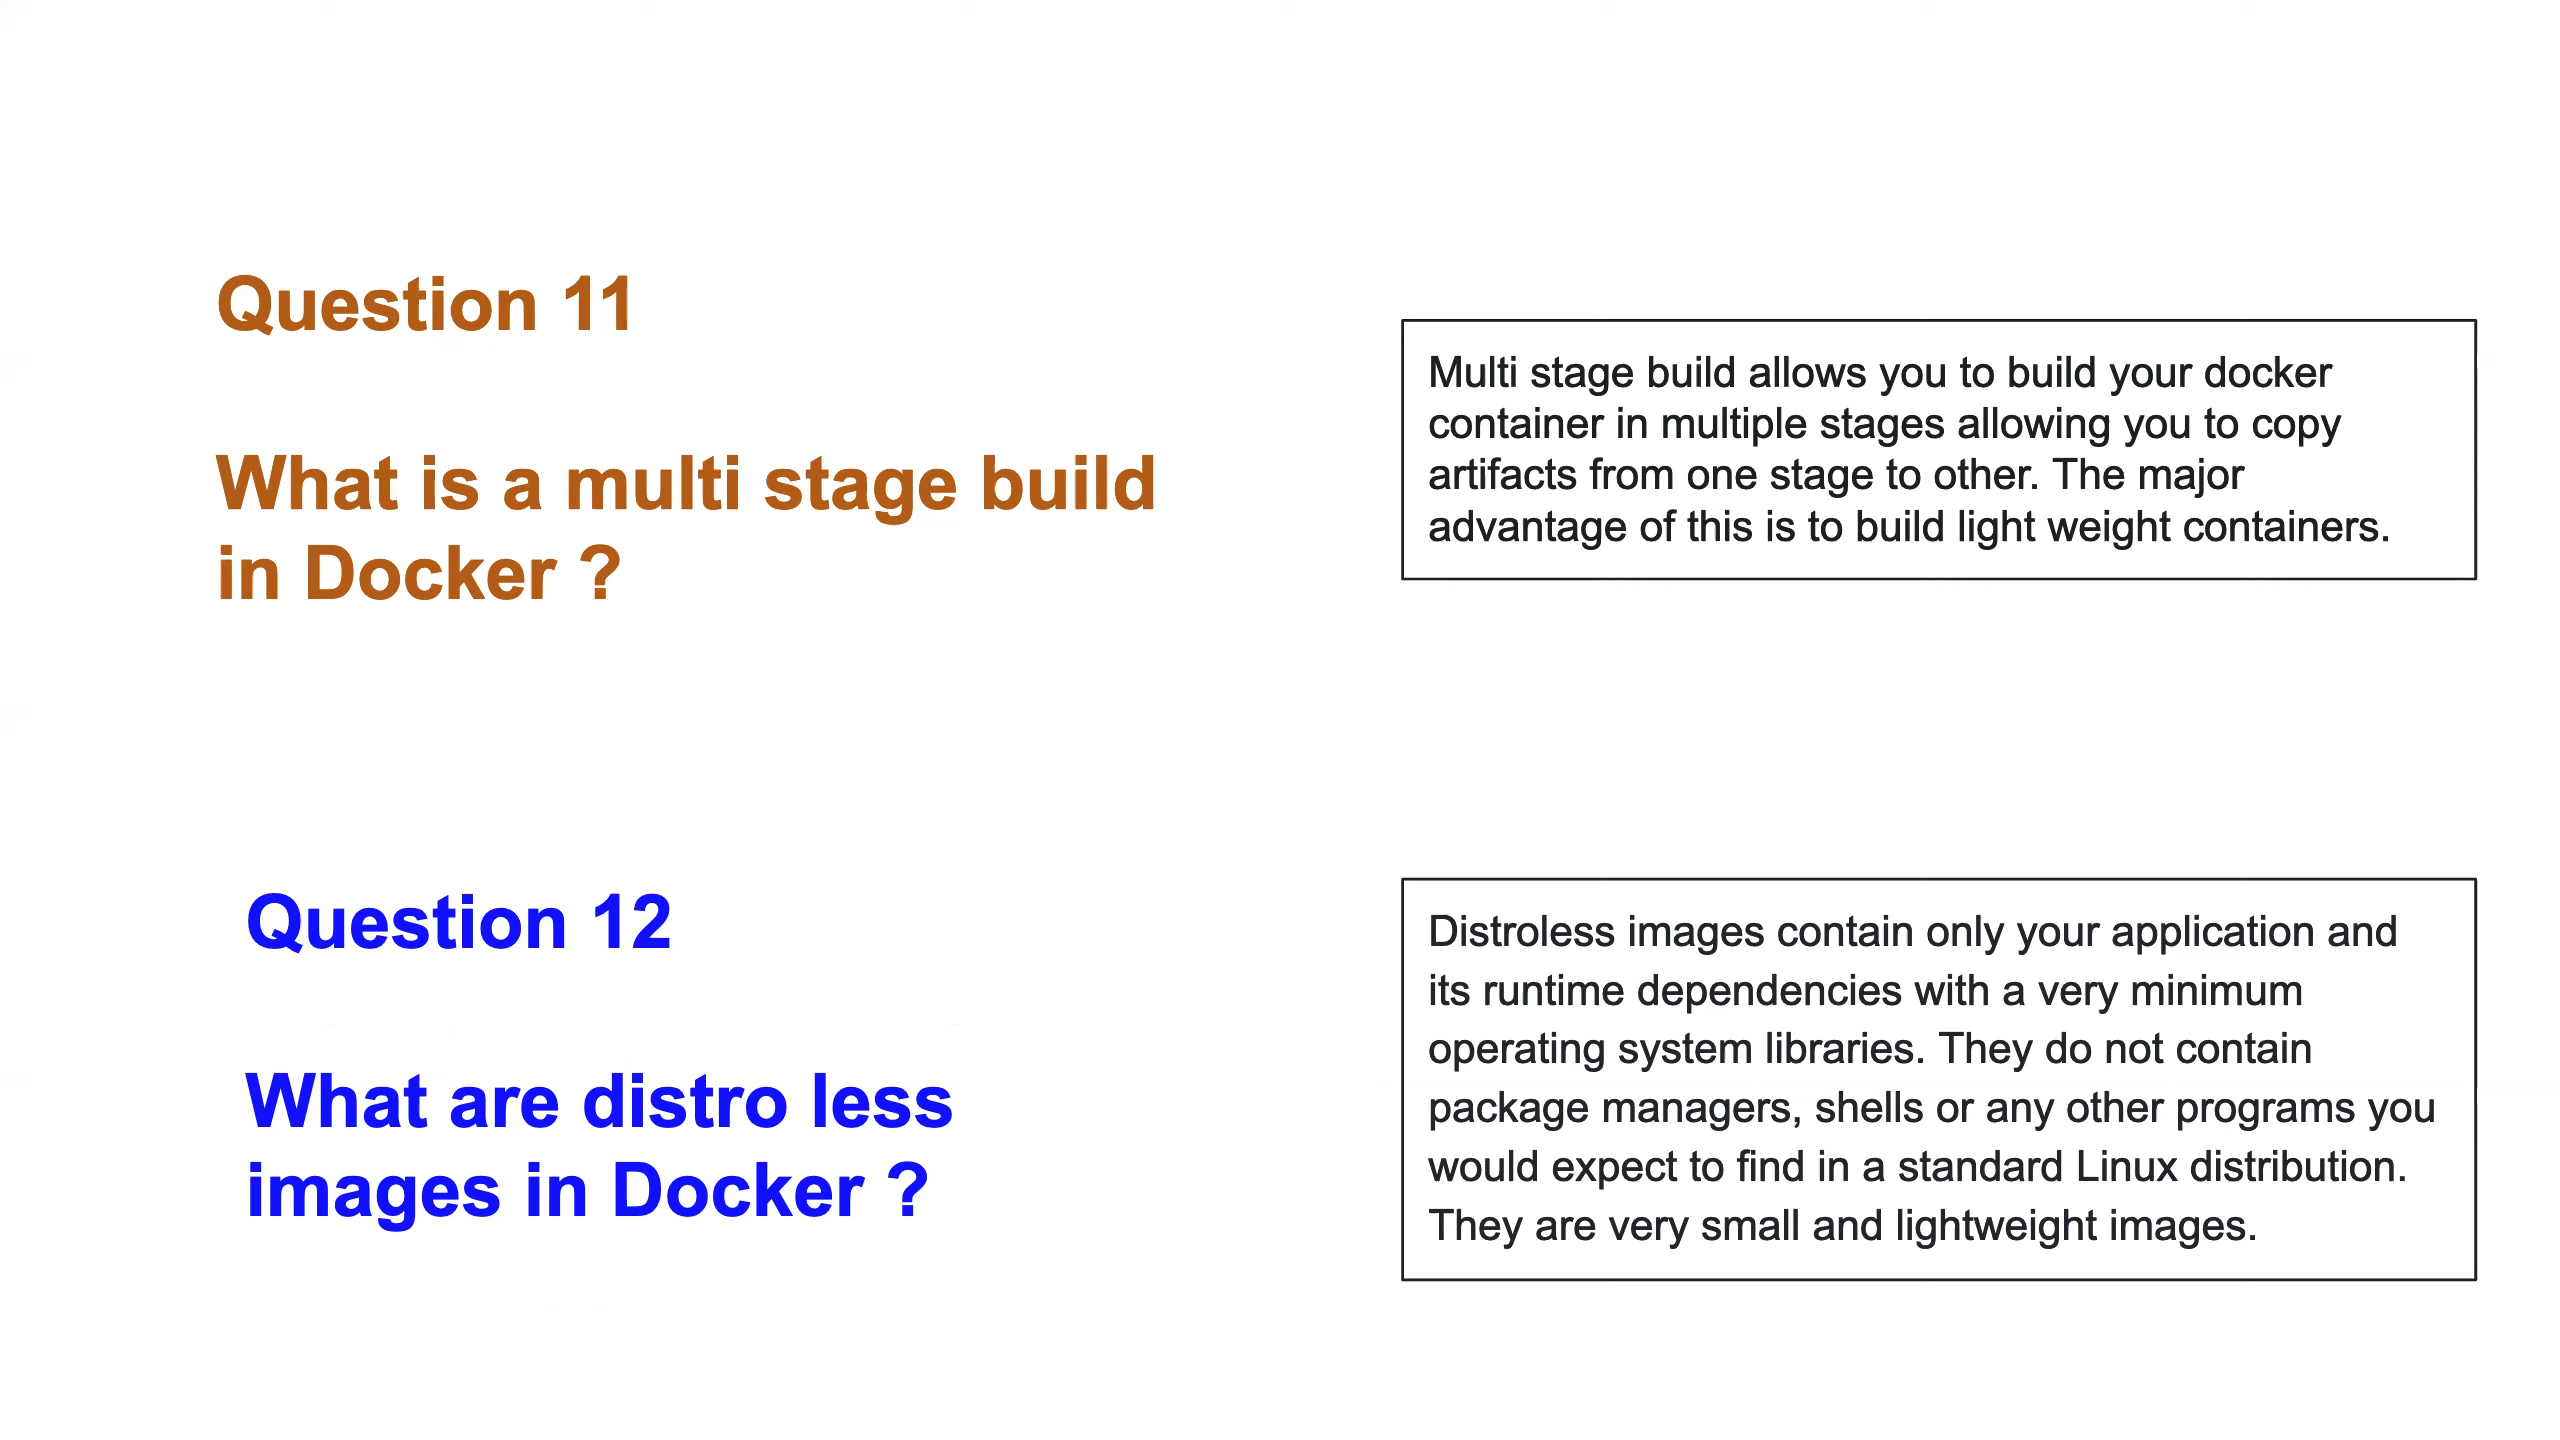 Question 11
What is a multi stage build
in Docker ?
Multi stage build allows you to build your docker
container in multiple stages allowing you to copy
artifacts from one stage to other. The major
advantage of this is to build light weight containers.
Question 12
What are distro less
images in Docker ?
Distroless images contain only your application and
its runtime dependencies with a very minimum
operating system libraries. They do not contain
package managers, shells or any other programs you
would expect to find in a standard Linux distribution.
They are very small and lightweight images.